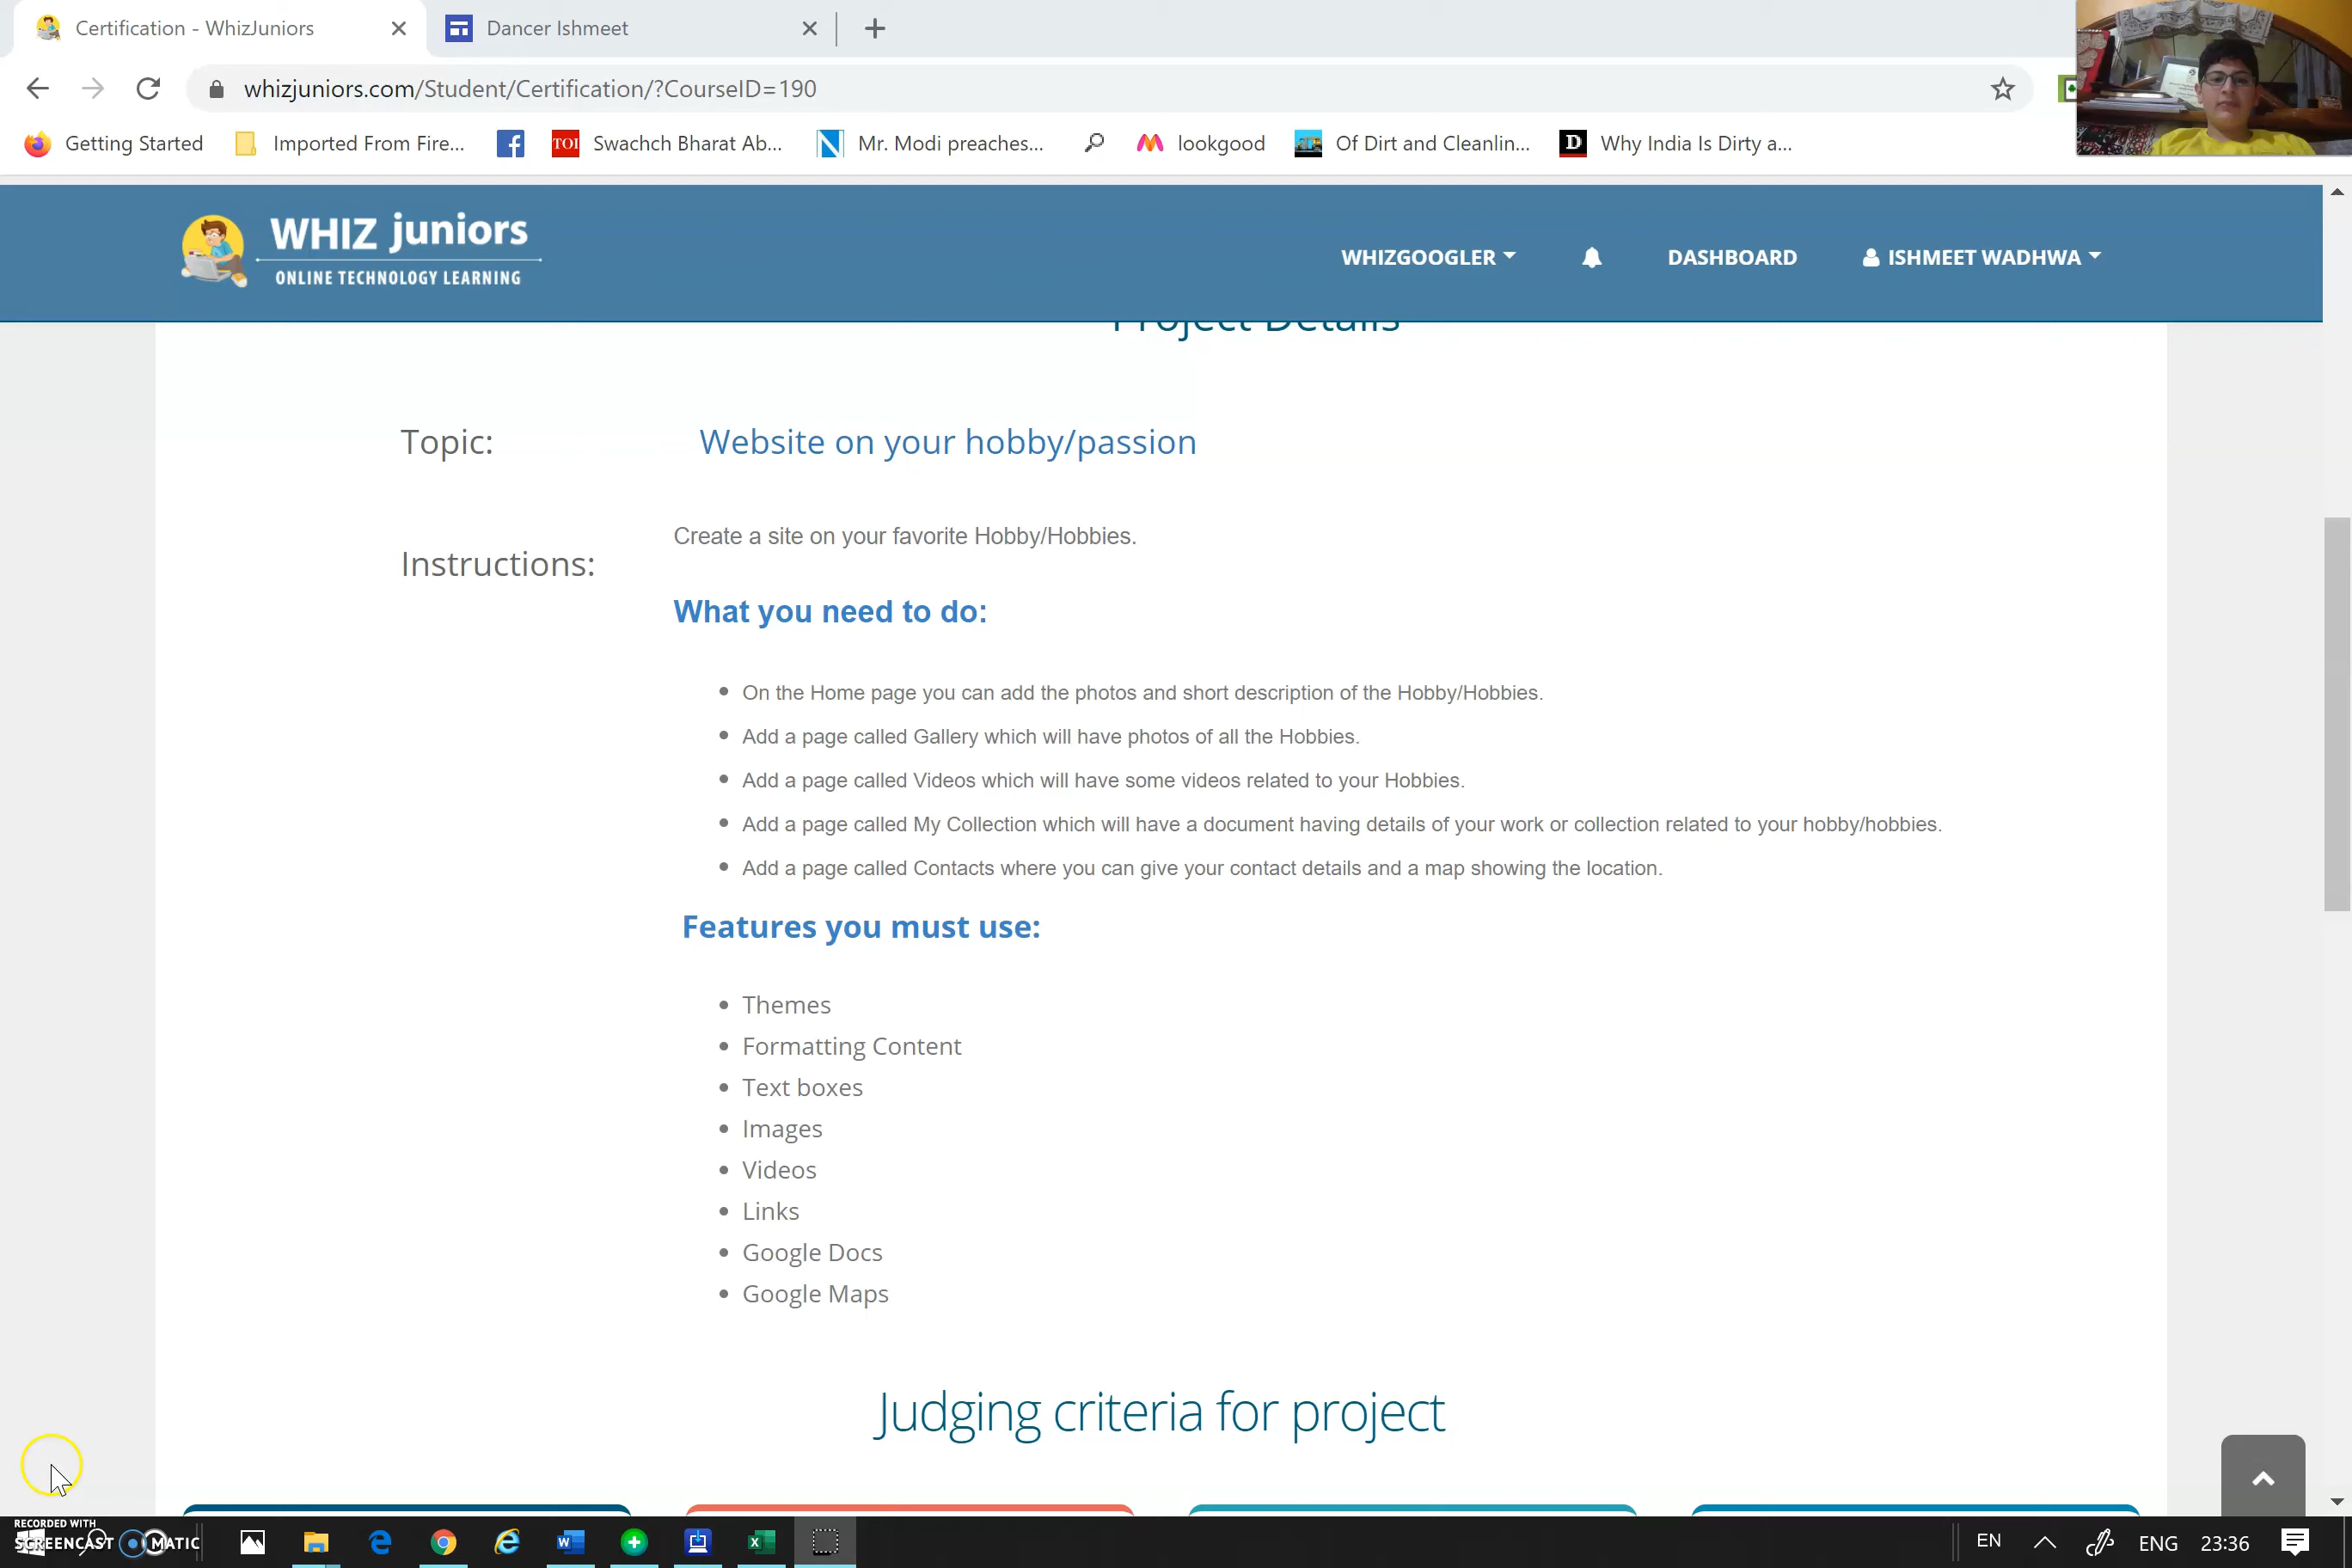 Certification - WhizJuniors
Dancer Ishmeet
whizjuniors.com/Student/Certification/?CourseID=190
Getting Started
Imported From Fire...
TOI
Swachch Bharat Ab...
Mr. Modi preaches...
lookgood
Of Dirt and Cleanlin...
D
Why India Is Dirty a...
WHIZ juniors
ONLINE TECHNOLOGY LEARNING
WHIZGOOGLER
DASHBOARD
ISHMEET WADHWA
Project Details
Topic:
Website on your hobby/passion
Instructions:
Create a site on your favorite Hobby/Hobbies.
What you need to do:
On the Home page you can add the photos and short description of the Hobby/Hobbies.
Add a page called Gallery which will have photos of all the Hobbies.
Add a page called Videos which will have some videos related to your Hobbies.
Add a page called My Collection which will have a document having details of your work or collection related to your hobby/hobbies.
Add a page called Contacts where you can give your contact details and a map showing the location.
Features you must use:
Themes
Formatting Content
Text boxes
Images
Videos
Links
Google Docs
Google Maps
Judging criteria for project
RECORDED WITH
SCREENCAST MATIC
EN
ENG
23:36